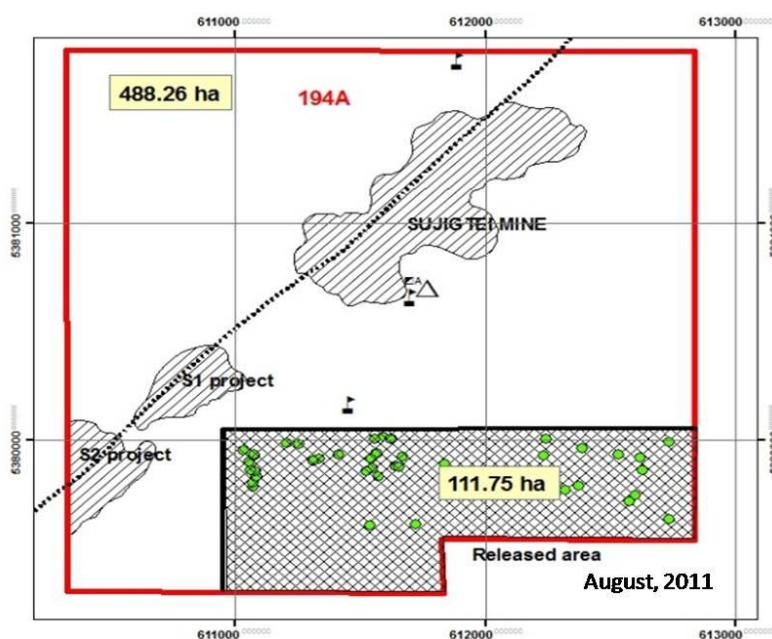 611000
612000
613000
488.26 ha
194A
5381000
SUJIGTEI MINE
S1 project
S2 project
5380000
111.75 ha
Released area
August, 2011
611000
612000
613000